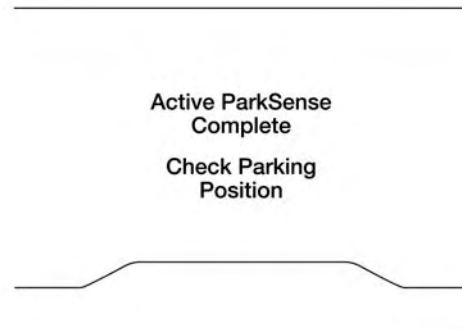 Active ParkSense
Complete
Check Parking
Position